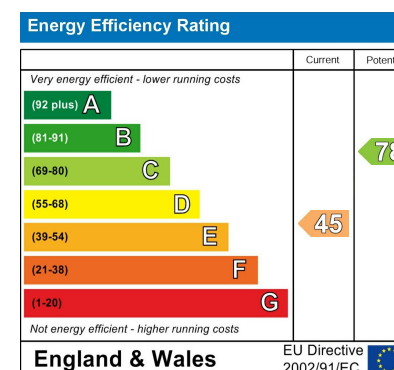 Energy Efficiency Rating
Current
Very energy efficient - lower running costs
(92 plus) A
(81-91) B
(69-80) C
(55-68) D
(39-54) E
45
(21-38) F
(1-20) G
Not energy efficient - higher running costs
England & Wales
EU Directive
2002/91/EC